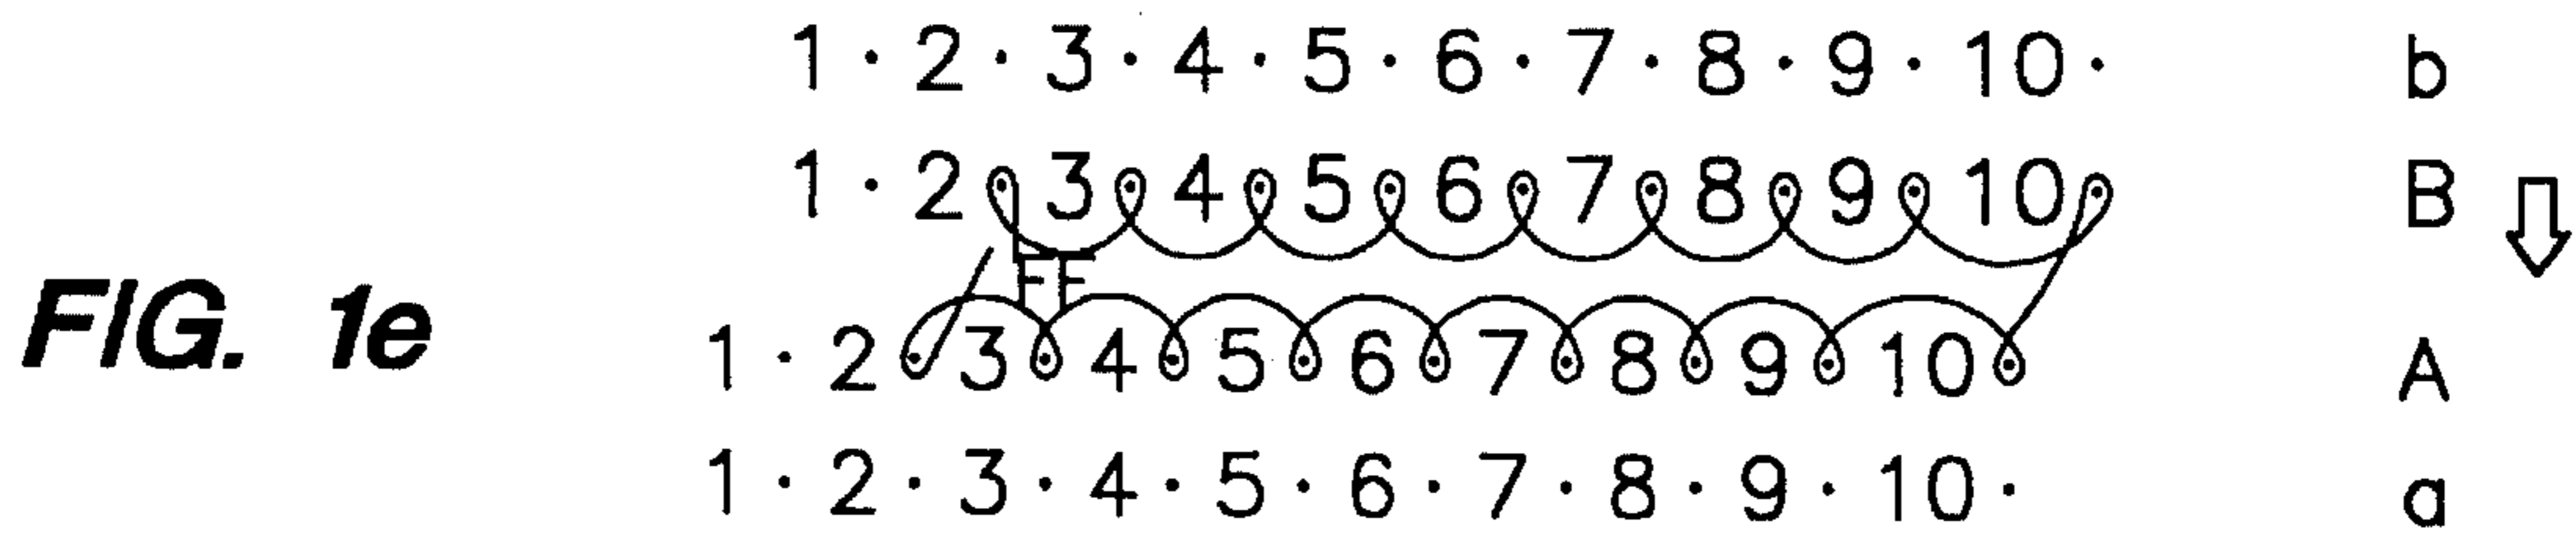 1 · 2 · 3 · 4 · 5 · 6 · 7 · 8 · 9 · 10 · b
1 · 2 · 3 · 4 · 5 · 6 · 7 · 8 · 9 · 10 · B
FF
FIG. 1e
1 · 2 · 3 · 4 · 5 · 6 · 7 · 8 · 9 · 10 · A
1 · 2 · 3 · 4 · 5 · 6 · 7 · 8 · 9 · 10 · a